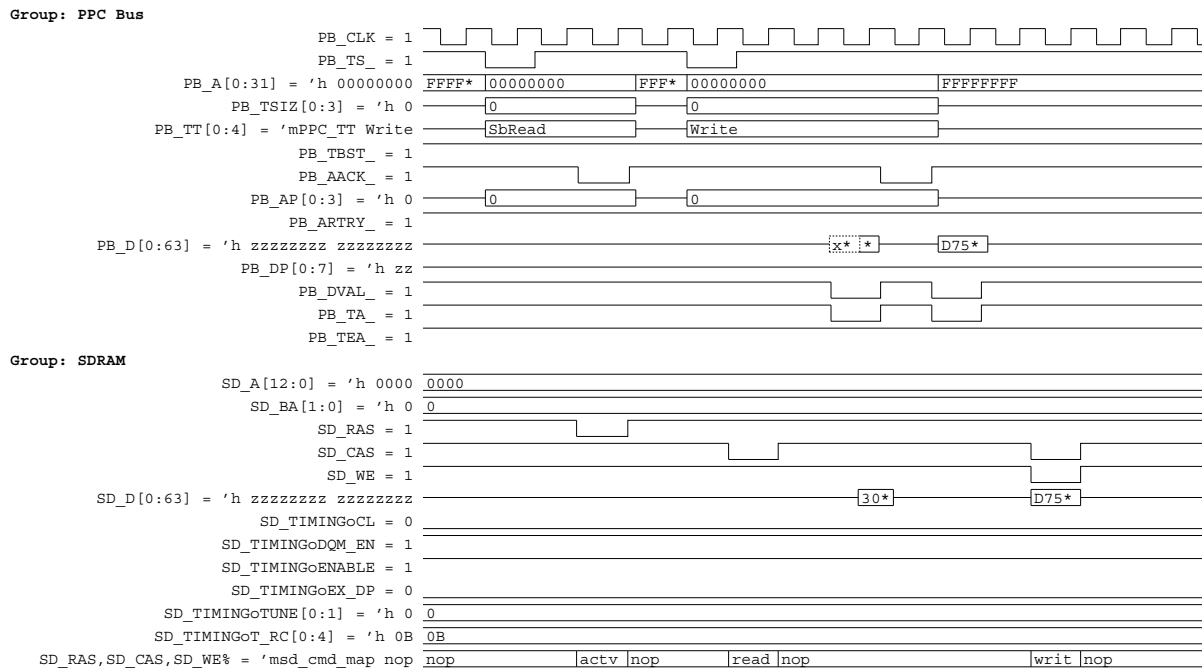 Group: PPC Bus
PB_CLK = 1
PB_TS_ = 1
PB_A[0:31] = 'h 00000000 FFFF* 00000000 FFF* 00000000 FFFFFFFF
PB_TSIZ[0:3] = 'h 0 0 0
PB_TT[0:4] = 'mPPC_TT Write SbRead Write
PB_TBST_ = 1
PB_AACK_ = 1
PB_AP[0:3] = 'h 0 0 0
PB_ARTRY_ = 1
PB_D[0:63] = 'h zzzzzzzz zzzzzzzz x* * D75*
PB_DP[0:7] = 'h zz
PB_DVAL_ = 1
PB_TA_ = 1
PB_TEA_ = 1
Group: SDRAM
SD_A[12:0] = 'h 0000 0000
SD_BA[1:0] = 'h 0 0
SD_RAS = 1
SD_CAS = 1
SD_WE = 1
SD_D[0:63] = 'h zzzzzzzz zzzzzzzz 30* D75*
SD_TIMINGoCL = 0
SD_TIMINGoDQM_EN = 1
SD_TIMINGoENABLE = 1
SD_TIMINGoEX_DP = 0
SD_TIMINGoTUNE[0:1] = 'h 0 0
SD_TIMINGoT_RC[0:4] = 'h 0B 0B
SD_RAS,SD_CAS,SD_WE% = 'msd_cmd_map nop nop actv nop read nop writ nop